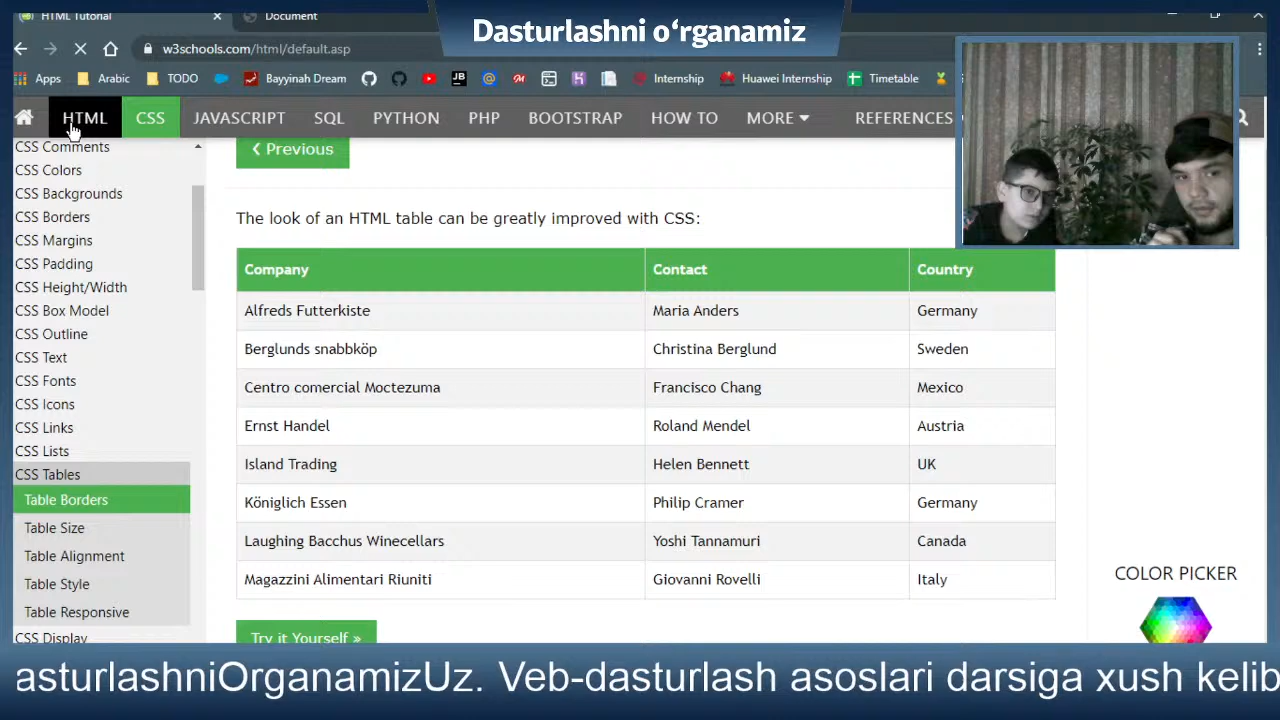 HTML Tutorial
Document
Dasturlashni o‘rganamiz
w3schools.com/html/default.asp
Apps Arabic TODO Bayyinah Dream Internship Huawei Internship Timetable
HTML CSS JAVASCRIPT SQL PYTHON PHP BOOTSTRAP HOW TO MORE REFERENCES
CSS Comments
CSS Colors
CSS Backgrounds
CSS Borders
CSS Margins
CSS Padding
CSS Height/Width
CSS Box Model
CSS Outline
CSS Text
CSS Fonts
CSS Icons
CSS Links
CSS Lists
CSS Tables
Table Borders
Table Size
Table Alignment
Table Style
Table Responsive
CSS Display
❮ Previous
The look of an HTML table can be greatly improved with CSS:
Company Contact Country
Alfreds Futterkiste Maria Anders Germany
Berglunds snabbköp Christina Berglund Sweden
Centro comercial Moctezuma Francisco Chang Mexico
Ernst Handel Roland Mendel Austria
Island Trading Helen Bennett UK
Königlich Essen Philip Cramer Germany
Laughing Bacchus Winecellars Yoshi Tannamuri Canada
Magazzini Alimentari Riuniti Giovanni Rovelli Italy
Try it Yourself »
COLOR PICKER
asturlashniOrganamizUz. Veb-dasturlash asoslari darsiga xush kelib